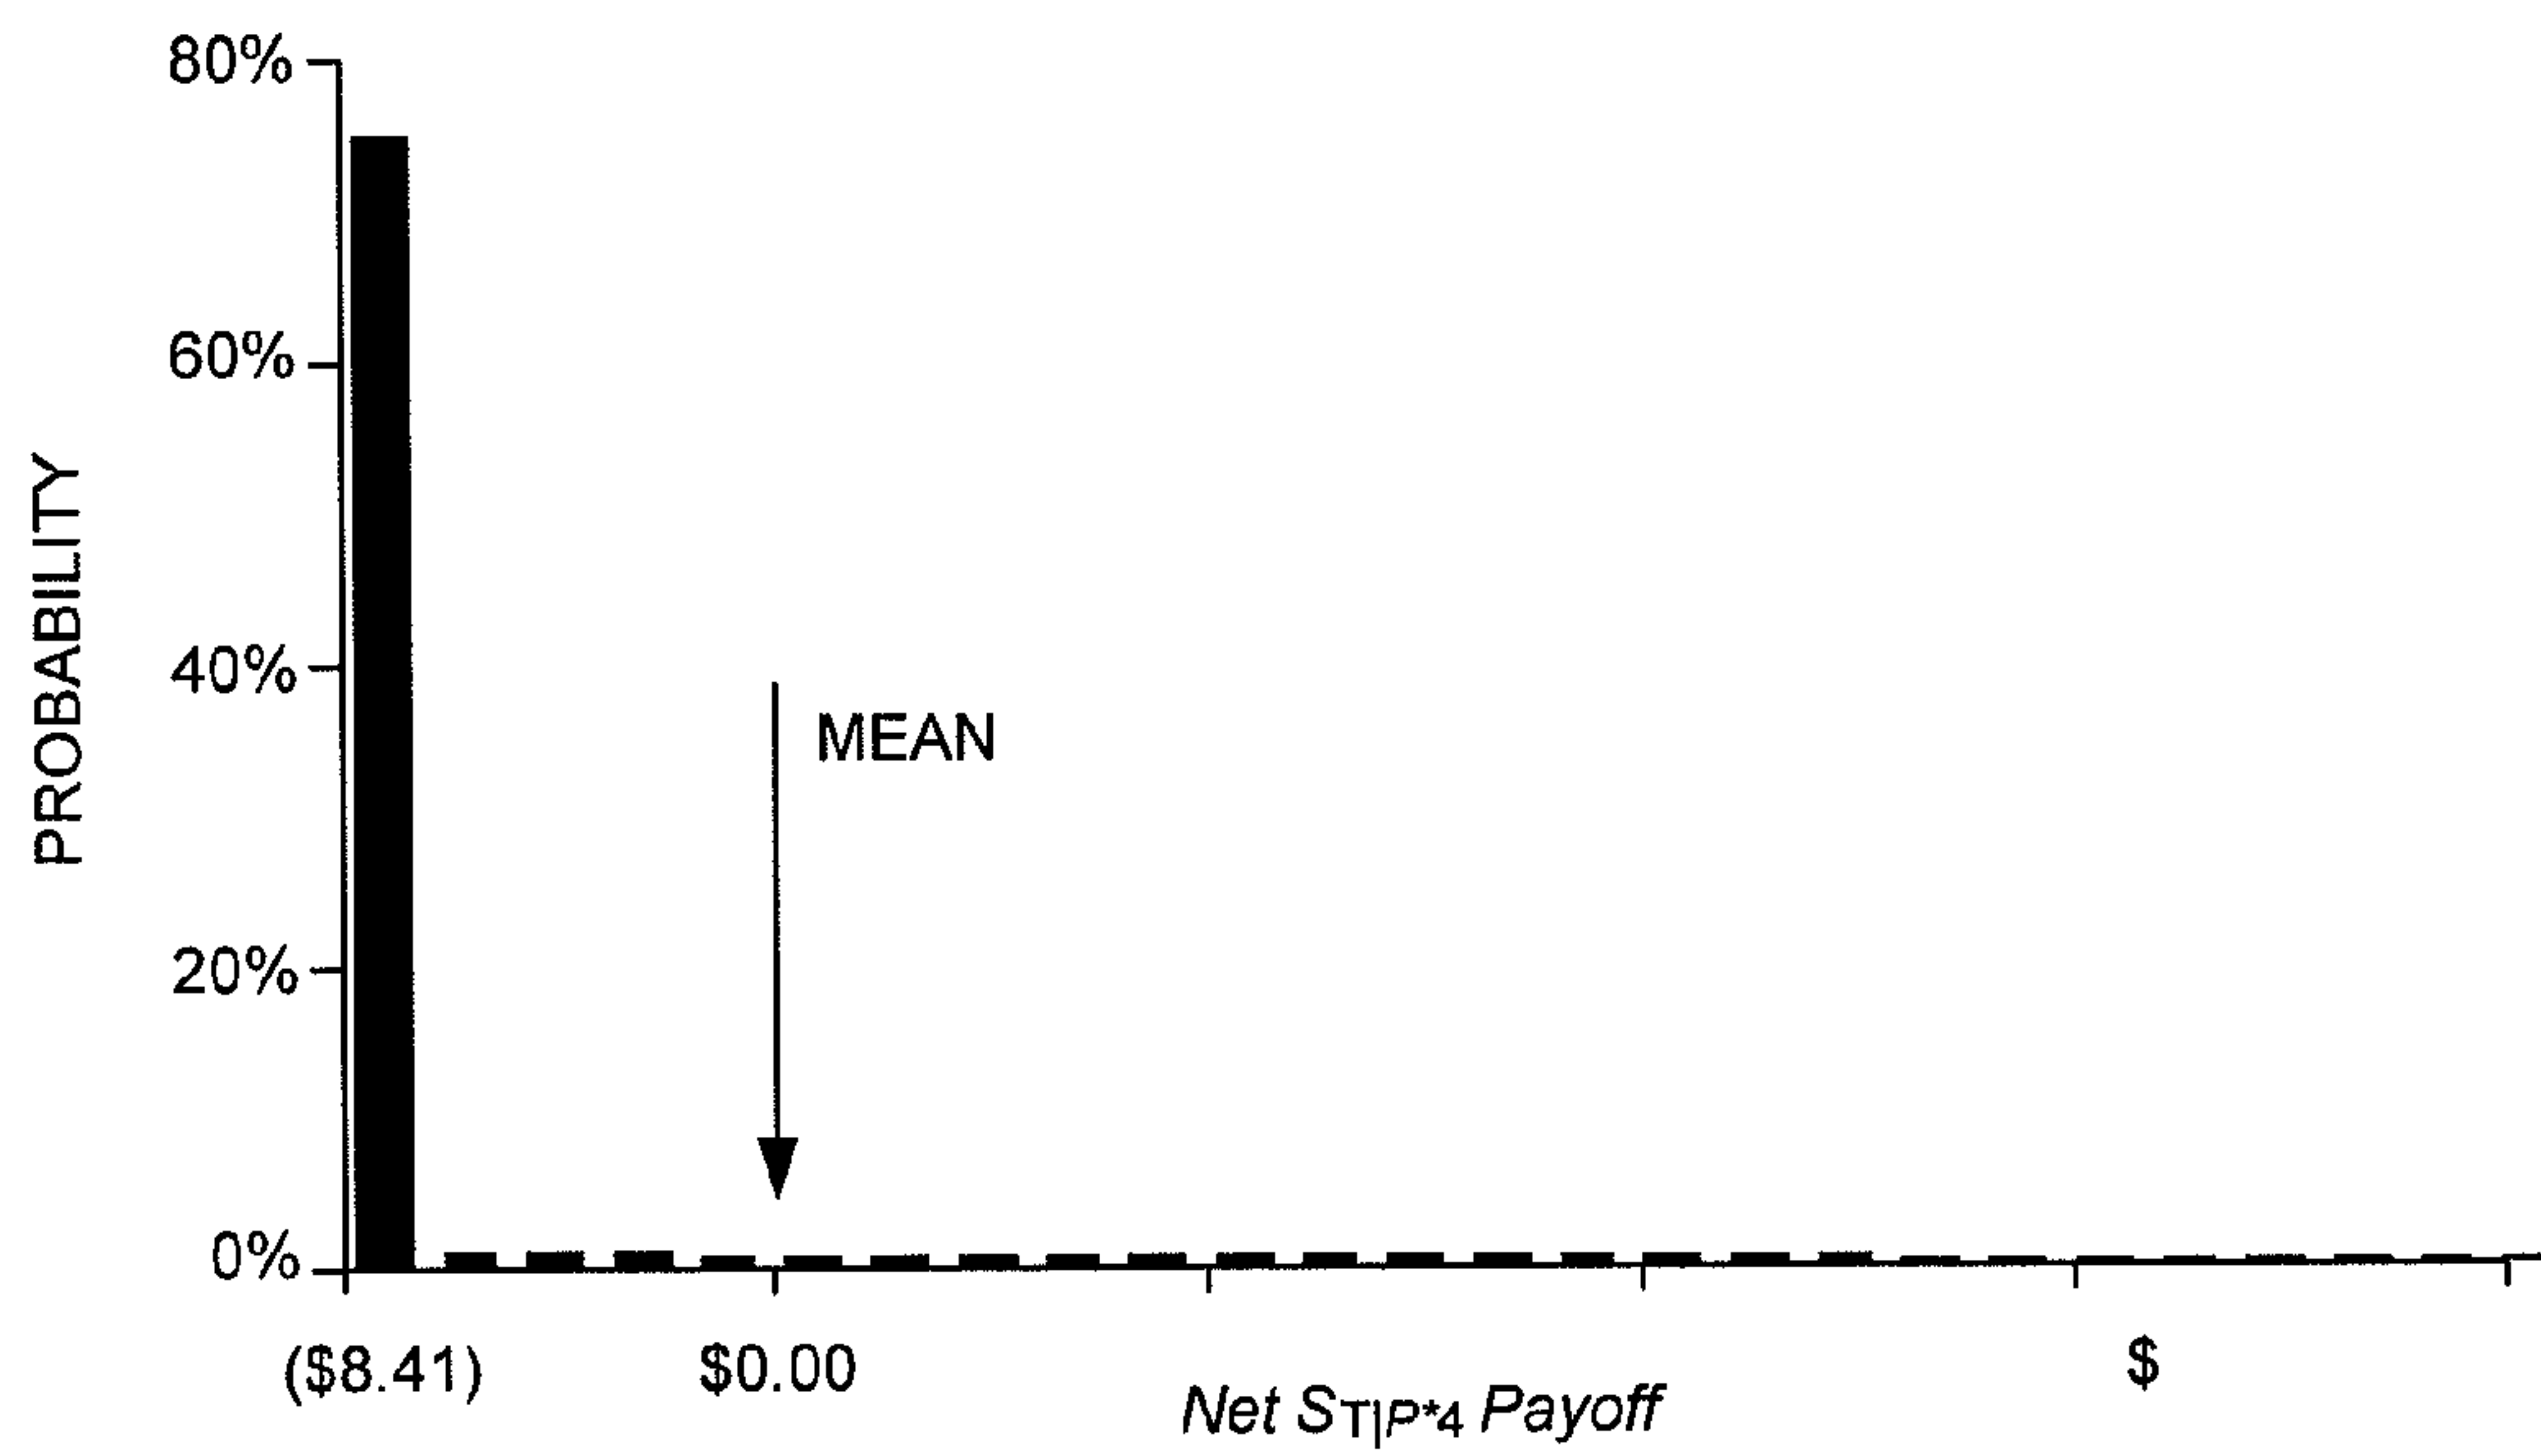 80%
60%
40%
20%
0%
PROBABILITY
MEAN
($8.41)
$0.00
$
Net ST|P*4 Payoff